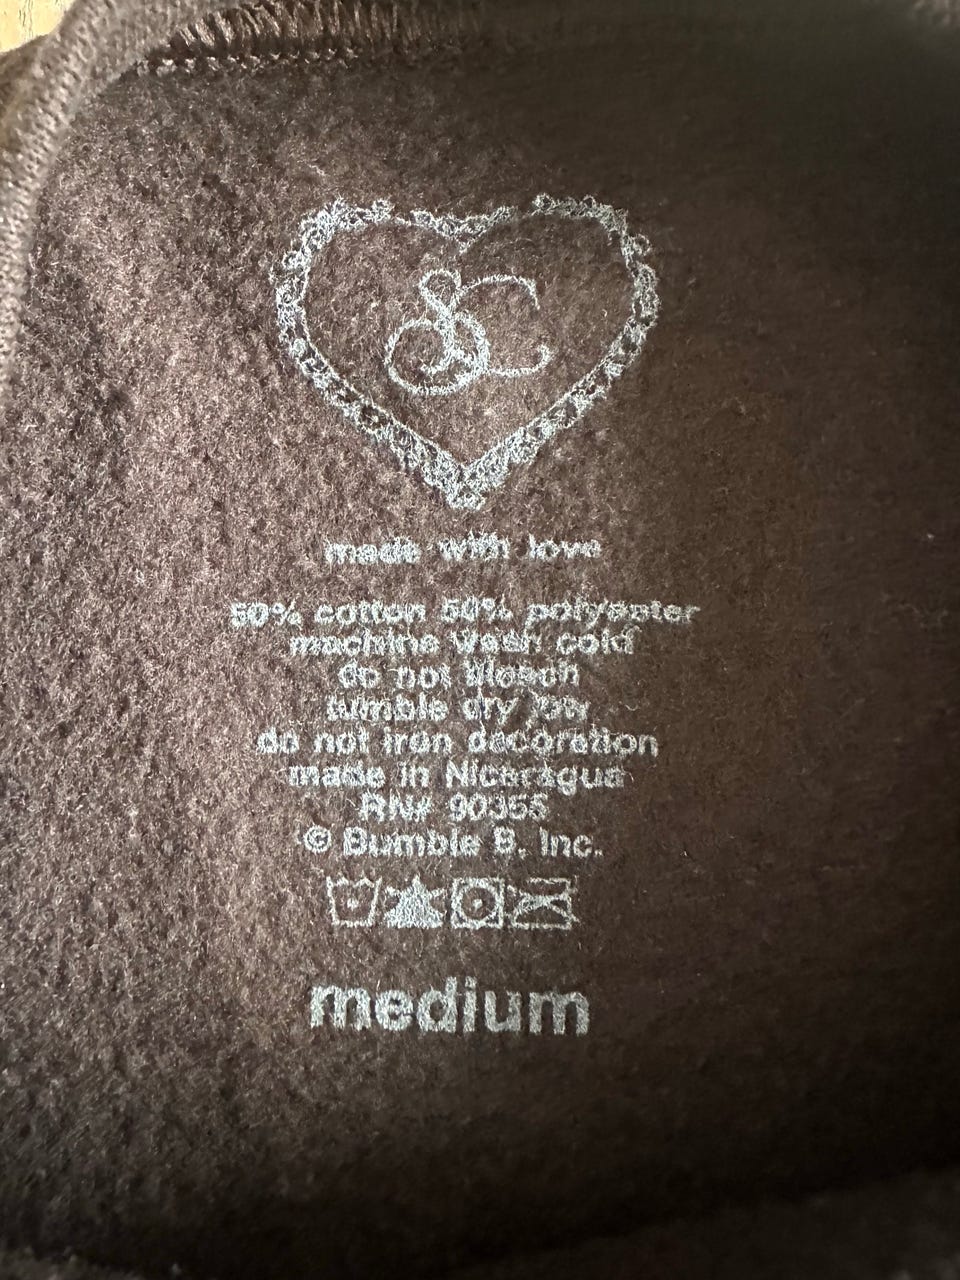 SC
made with love
50% cotton 50% polyester
machine wash cold
do not bleach
tumble dry low
do not iron decoration
made in Nicaragua
RN# 90355
© Bumble B, Inc.
medium